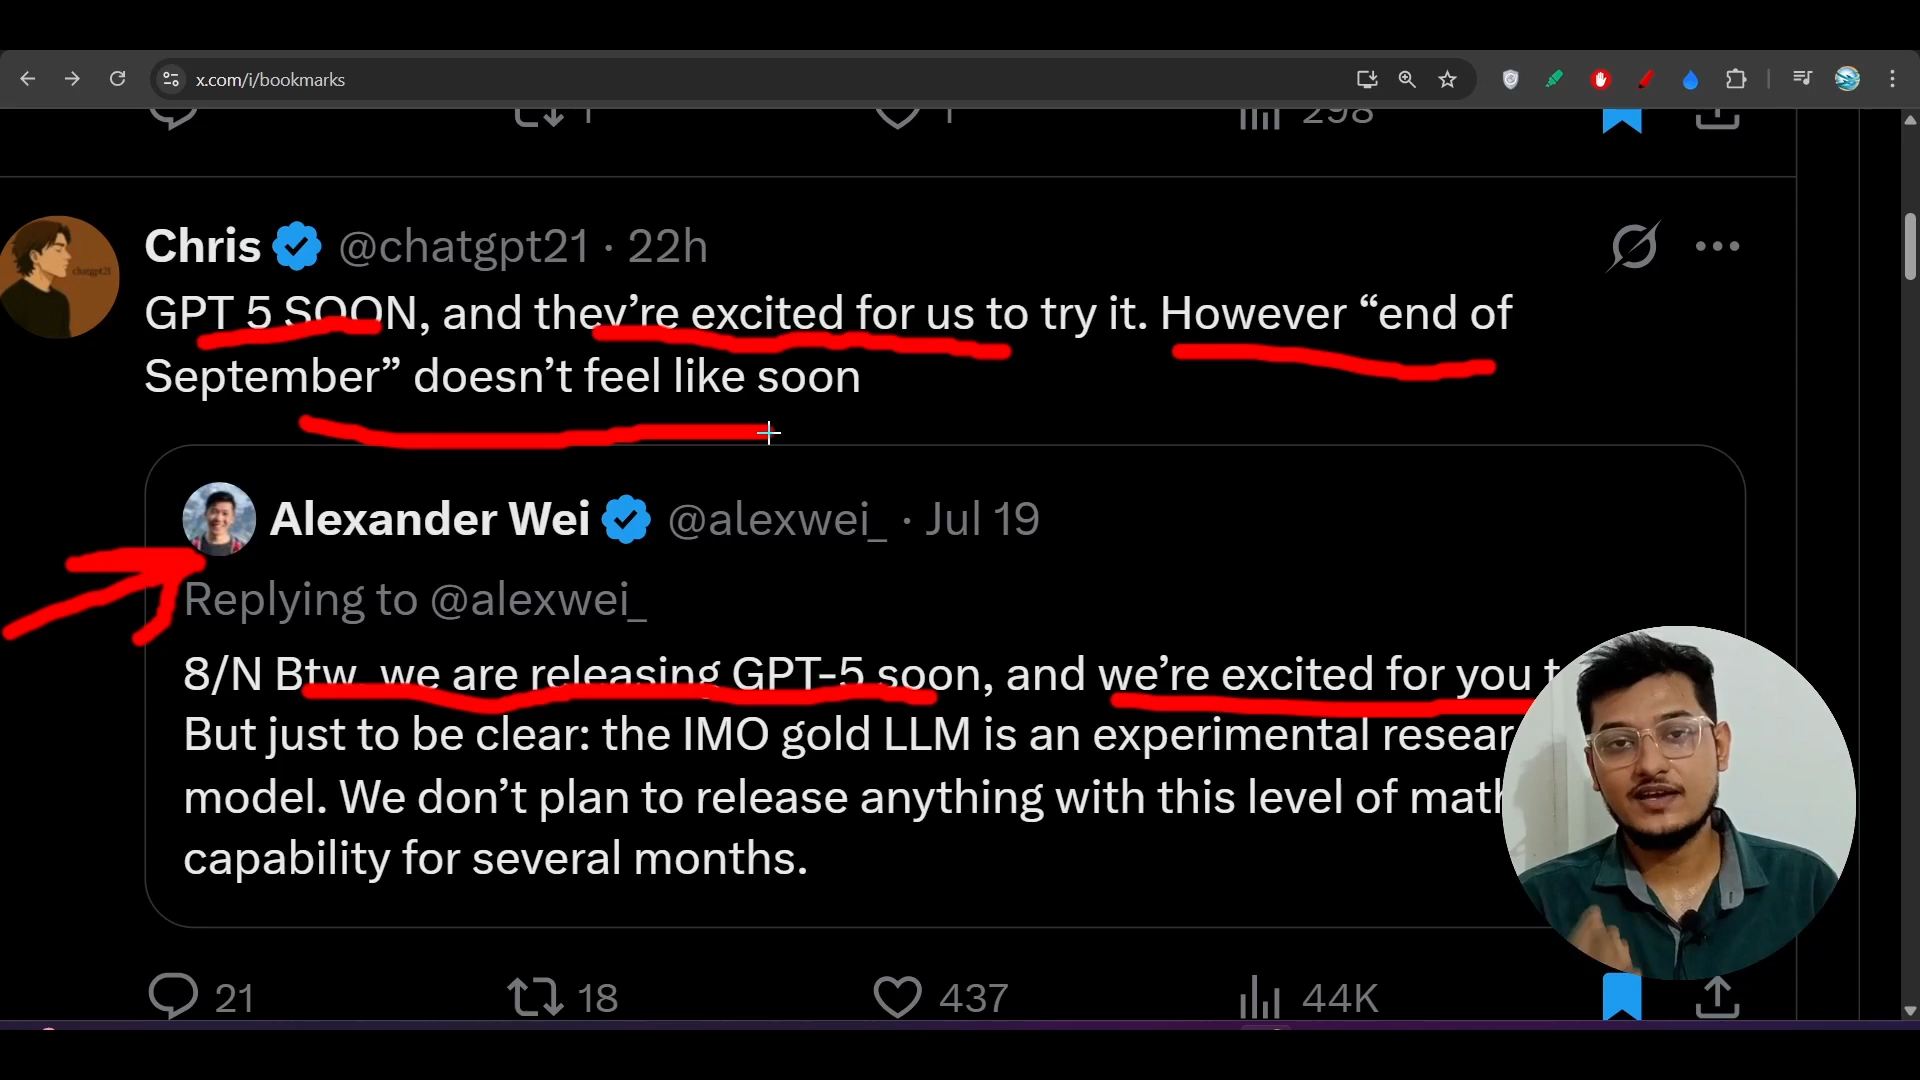 x.com/i/bookmarks
1 1 298
Chris @chatgpt21 · 22h
GPT 5 SOON, and they’re excited for us to try it. However “end of
September” doesn’t feel like soon
Alexander Wei @alexwei_ · Jul 19
Replying to @alexwei_
8/N Btw, we are releasing GPT-5 soon, and we’re excited for you
But just to be clear: the IMO gold LLM is an experimental
model. We don’t plan to release anything with this level of
capability for several months.
21 18 437 44K